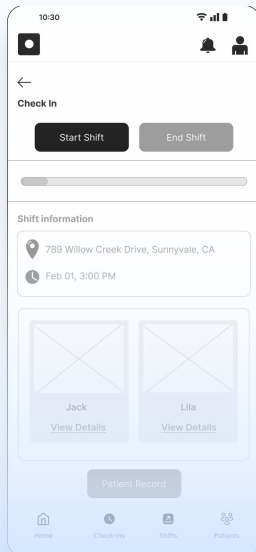 10:30
Check In
Start Shift
End Shift
Shift information
789 Willow Creek Drive, Sunnyvale, CA
Feb 01, 3:00 PM
Jack
Lila
View Details
View Details
Patient Record
Home
Check-ins
Shifts
Patients